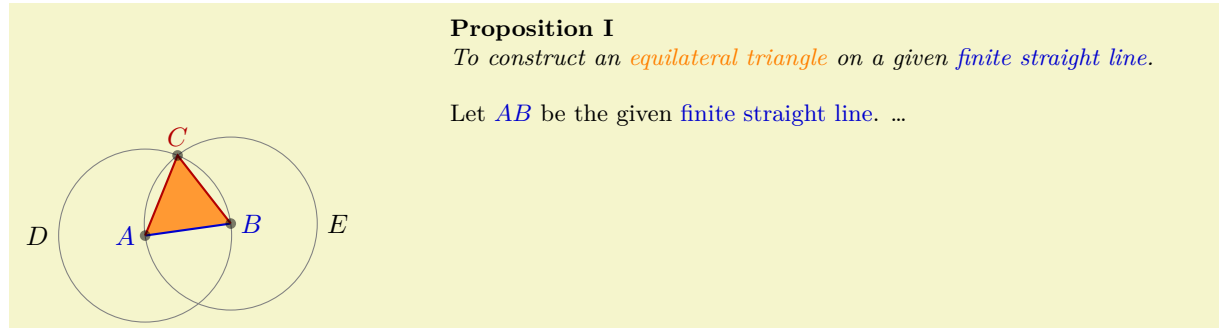 Proposition I
To construct an equilateral triangle on a given finite straight line.
Let AB be the given finite straight line. …
C
D
A
B
E